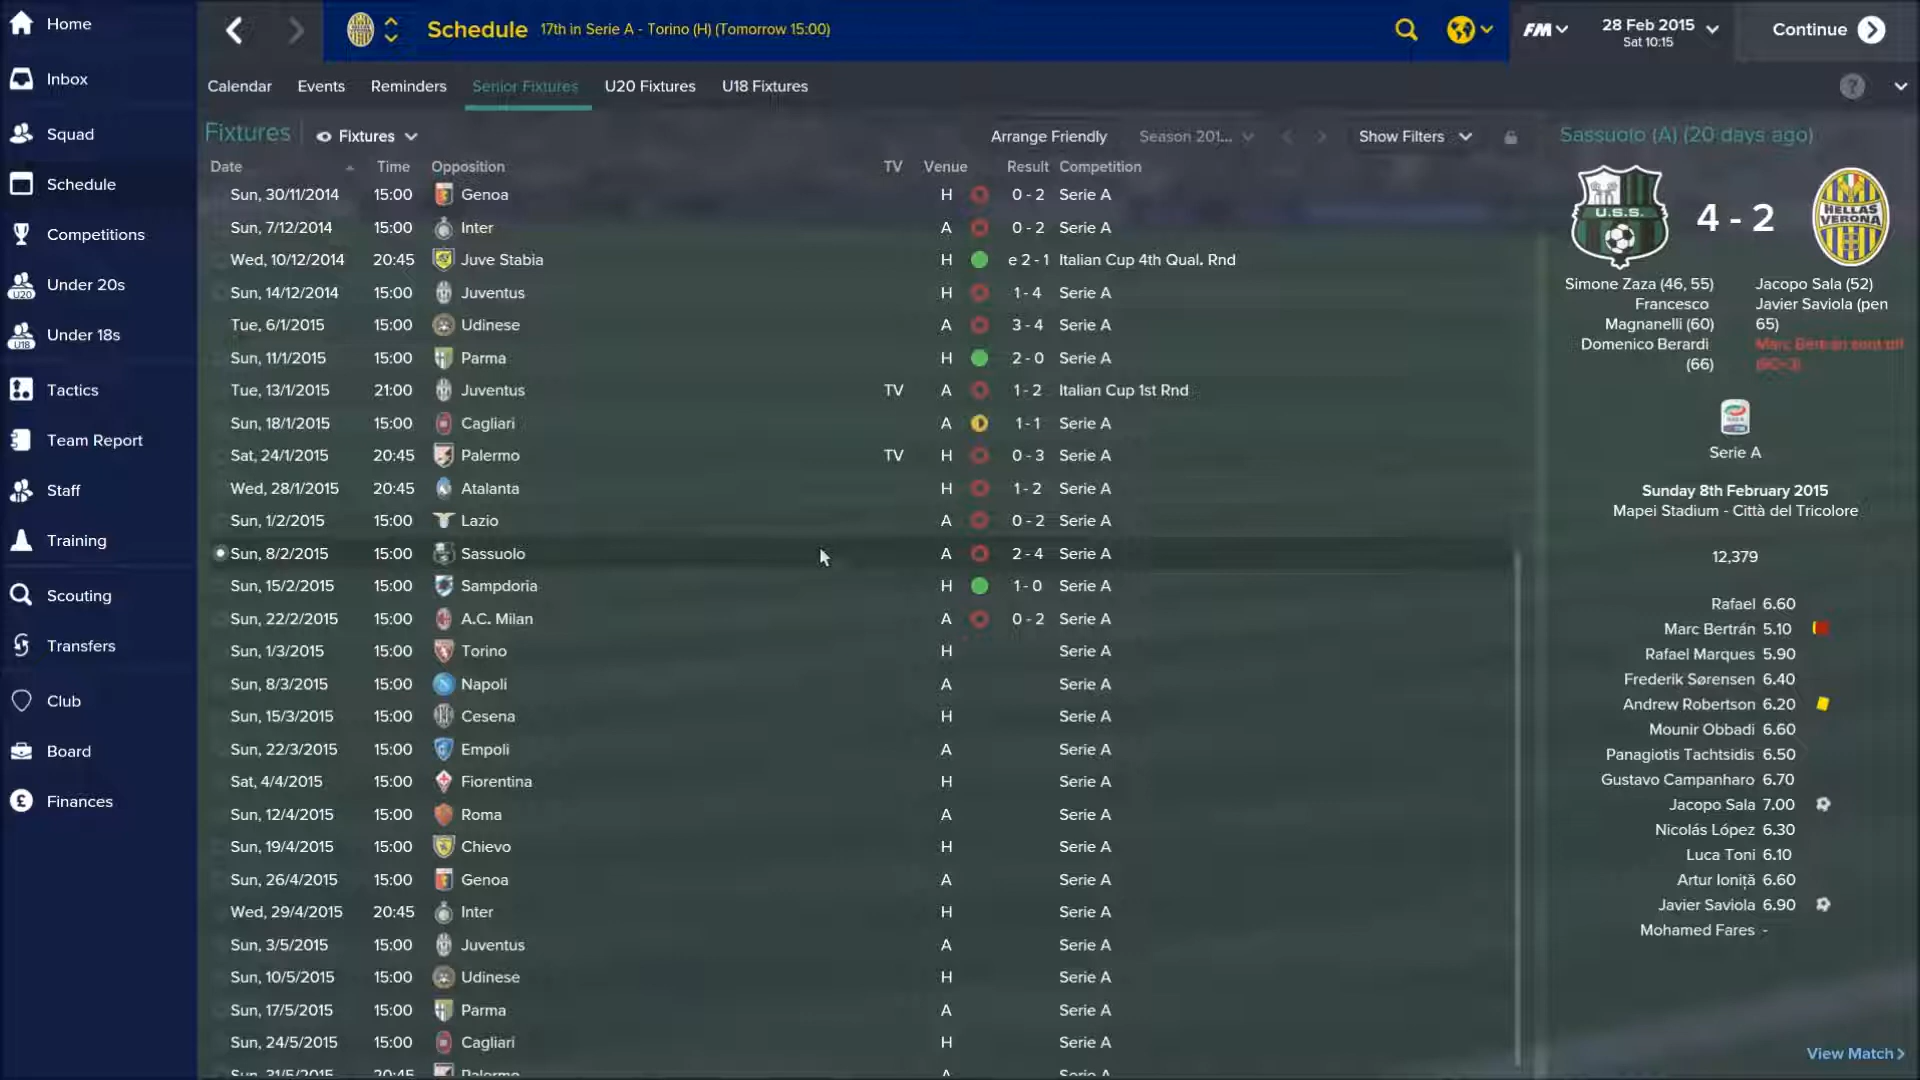 Home
Inbox
Squad
Schedule
Competitions
Under 20s
Under 18s
Tactics
Team Report
Staff
Training
Scouting
Transfers
Club
Board
Finances
Schedule 17th in Serie A - Torino (H) (Tomorrow 15:00)
FM
28 Feb 2015
Sat 10:15
Continue
Calendar Events Reminders Senior Fixtures U20 Fixtures U18 Fixtures
?
Fixtures Fixtures Arrange Friendly Season 201... Show Filters
Date Time Opposition TV Venue Result Competition
Sun, 30/11/2014 15:00 Genoa H 0 - 2 Serie A
Sun, 7/12/2014 15:00 Inter A 0 - 2 Serie A
Wed, 10/12/2014 20:45 Juve Stabia H e 2 - 1 Italian Cup 4th Qual. Rnd
Sun, 14/12/2014 15:00 Juventus H 1 - 4 Serie A
Tue, 6/1/2015 15:00 Udinese A 3 - 4 Serie A
Sun, 11/1/2015 15:00 Parma H 2 - 0 Serie A
Tue, 13/1/2015 21:00 Juventus TV A 1 - 2 Italian Cup 1st Rnd
Sun, 18/1/2015 15:00 Cagliari A 1 - 1 Serie A
Sat, 24/1/2015 20:45 Palermo TV H 0 - 3 Serie A
Wed, 28/1/2015 20:45 Atalanta H 1 - 2 Serie A
Sun, 1/2/2015 15:00 Lazio A 0 - 2 Serie A
Sun, 8/2/2015 15:00 Sassuolo A 2 - 4 Serie A
Sun, 15/2/2015 15:00 Sampdoria H 1 - 0 Serie A
Sun, 22/2/2015 15:00 A.C. Milan A 0 - 2 Serie A
Sun, 1/3/2015 15:00 Torino H Serie A
Sun, 8/3/2015 15:00 Napoli A Serie A
Sun, 15/3/2015 15:00 Cesena H Serie A
Sun, 22/3/2015 15:00 Empoli A Serie A
Sat, 4/4/2015 15:00 Fiorentina H Serie A
Sun, 12/4/2015 15:00 Roma A Serie A
Sun, 19/4/2015 15:00 Chievo H Serie A
Sun, 26/4/2015 15:00 Genoa A Serie A
Wed, 29/4/2015 20:45 Inter H Serie A
Sun, 3/5/2015 15:00 Juventus A Serie A
Sun, 10/5/2015 15:00 Udinese H Serie A
Sun, 17/5/2015 15:00 Parma A Serie A
Sun, 24/5/2015 15:00 Cagliari H Serie A
Sun, 31/5/2015 20:45 Palermo A Serie A
Sassuolo (A) (20 days ago)
U.S.S.
4 - 2
HELLAS
VERONA
Simone Zaza (46, 55)
Francesco
Magnanelli (60)
Domenico Berardi
(66)
Jacopo Sala (52)
Javier Saviola (pen
65)
Marc Bertrán sent off
Serie A
Sunday 8th February 2015
Mapei Stadium - Città del Tricolore
12,379
Rafael 6.60
Marc Bertrán 5.10
Rafael Marques 5.90
Frederik Sørensen 6.40
Andrew Robertson 6.20
Mounir Obbadi 6.60
Panagiotis Tachtsidis 6.50
Gustavo Campanharo 6.70
Jacopo Sala 7.00
Nicolás López 6.30
Luca Toni 6.10
Artur Ioniță 6.60
Javier Saviola 6.90
Mohamed Fares -
View Match